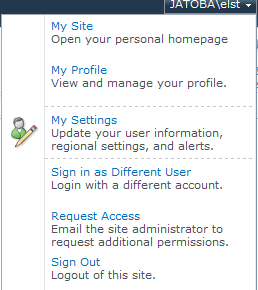 JATOBA\elst
My Site
Open your personal homepage
My Profile
View and manage your profile.
My Settings
Update your user information,
regional settings, and alerts.
Sign in as Different User
Login with a different account.
Request Access
Email the site administrator to
request additional permissions.
Sign Out
Logout of this site.